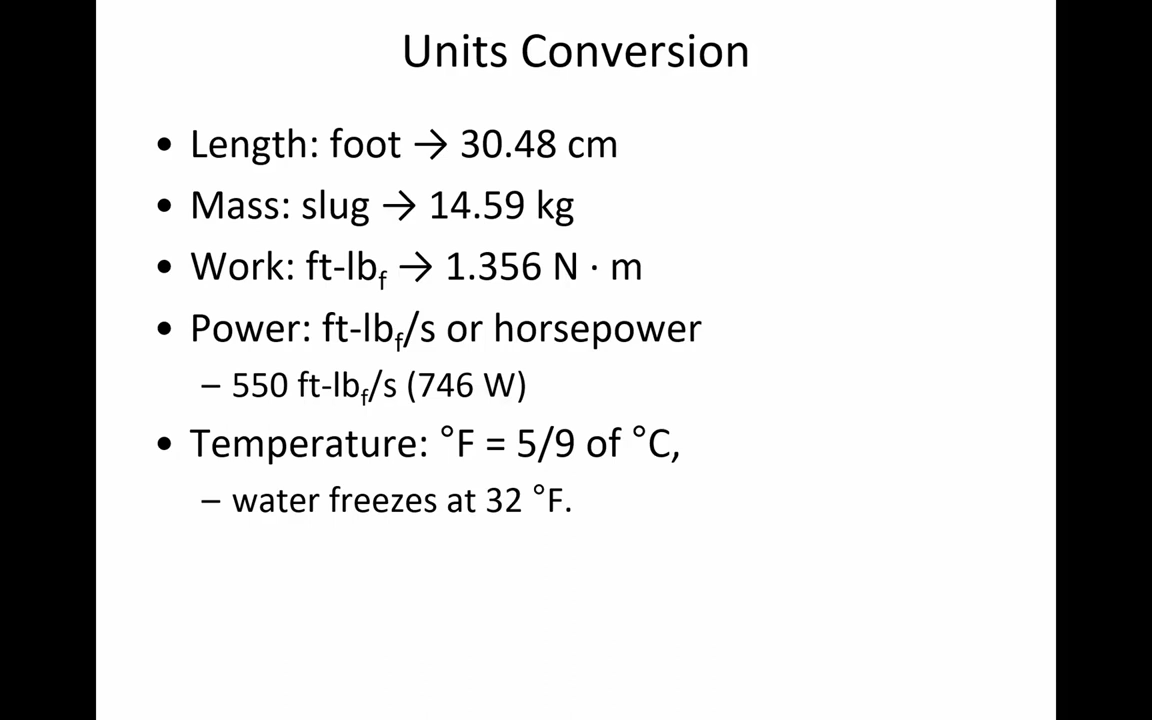 Units Conversion
• Length: foot → 30.48 cm
• Mass: slug → 14.59 kg
• Work: ft-lbf → 1.356 N · m
• Power: ft-lbf/s or horsepower
– 550 ft-lbf/s (746 W)
• Temperature: °F = 5/9 of °C,
– water freezes at 32 °F.